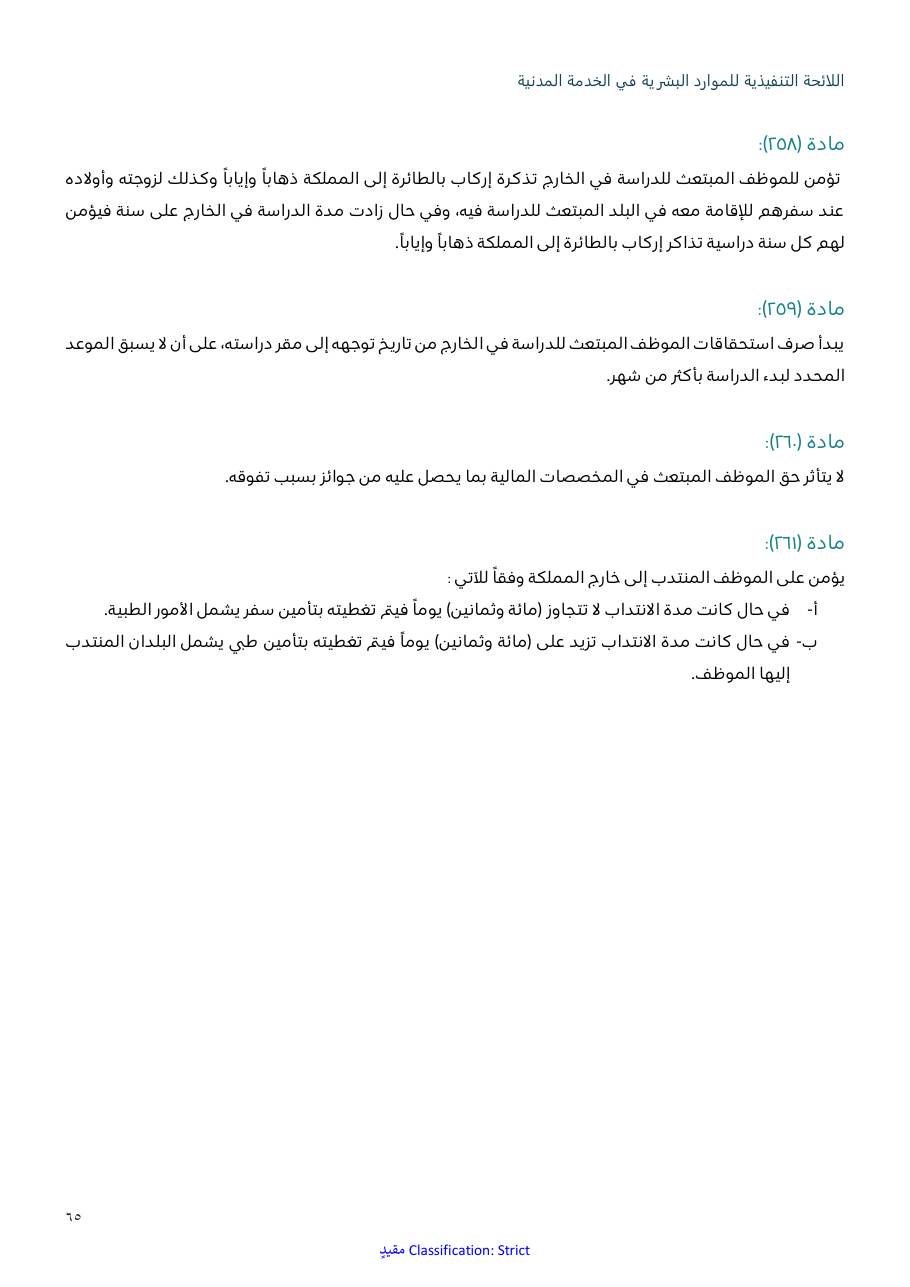 اللائحة التنفيذية للموارد البشرية في الخدمة المدنية
مادة (٢٥٨):
تؤمن للموظف المبتعث للدراسة في الخارج تذكرة إركاب بالطائرة إلى المملكة ذهاباً وإياباً وكذلك لزوجته وأولاده
عند سفرهم للإقامة معه في البلد المبتعث للدراسة فيه، وفي حال زادت مدة الدراسة في الخارج على سنة فيؤمن
لهم كل سنة دراسية تذاكر إركاب بالطائرة إلى المملكة ذهاباً وإياباً.
مادة (٢٥٩):
يبدأ صرف استحقاقات الموظف المبتعث للدراسة في الخارج من تاريخ توجهه إلى مقر دراسته، على أن لا يسبق الموعد
المحدد لبدء الدراسة بأكثر من شهر.
مادة (٢٦٠):
لا يتأثر حق الموظف المبتعث في المخصصات المالية بما يحصل عليه من جوائز بسبب تفوقه.
مادة (٢٦١):
يؤمن على الموظف المنتدب إلى خارج المملكة وفقاً للآتي :
أ- في حال كانت مدة الانتداب لا تتجاوز (مائة وثمانين) يوماً فيتم تغطيته بتأمين سفر يشمل الأمور الطبية.
ب- في حال كانت مدة الانتداب تزيد على (مائة وثمانين) يوماً فيتم تغطيته بتأمين طبي يشمل البلدان المنتدب
إليها الموظف.
٦٥
Classification: Strict مقيدٍ